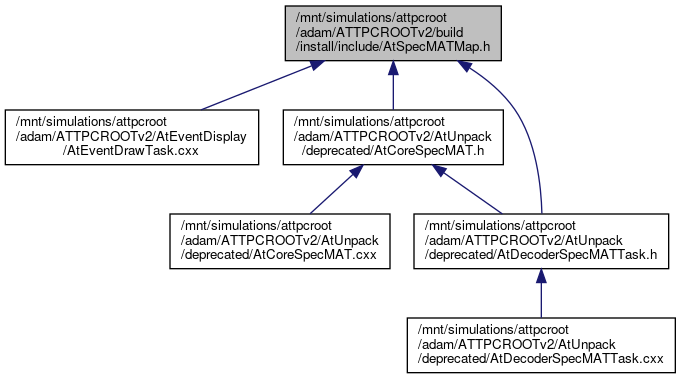 /mnt/simulations/attpcroot
/adam/ATTPCROOTv2/build
/install/include/AtSpecMATMap.h
/mnt/simulations/attpcroot
/adam/ATTPCROOTv2/AtEventDisplay
/AtEventDrawTask.cxx
/mnt/simulations/attpcroot
/adam/ATTPCROOTv2/AtUnpack
/deprecated/AtCoreSpecMAT.h
/mnt/simulations/attpcroot
/adam/ATTPCROOTv2/AtUnpack
/deprecated/AtCoreSpecMAT.cxx
/mnt/simulations/attpcroot
/adam/ATTPCROOTv2/AtUnpack
/deprecated/AtDecoderSpecMATTask.h
/mnt/simulations/attpcroot
/adam/ATTPCROOTv2/AtUnpack
/deprecated/AtDecoderSpecMATTask.cxx